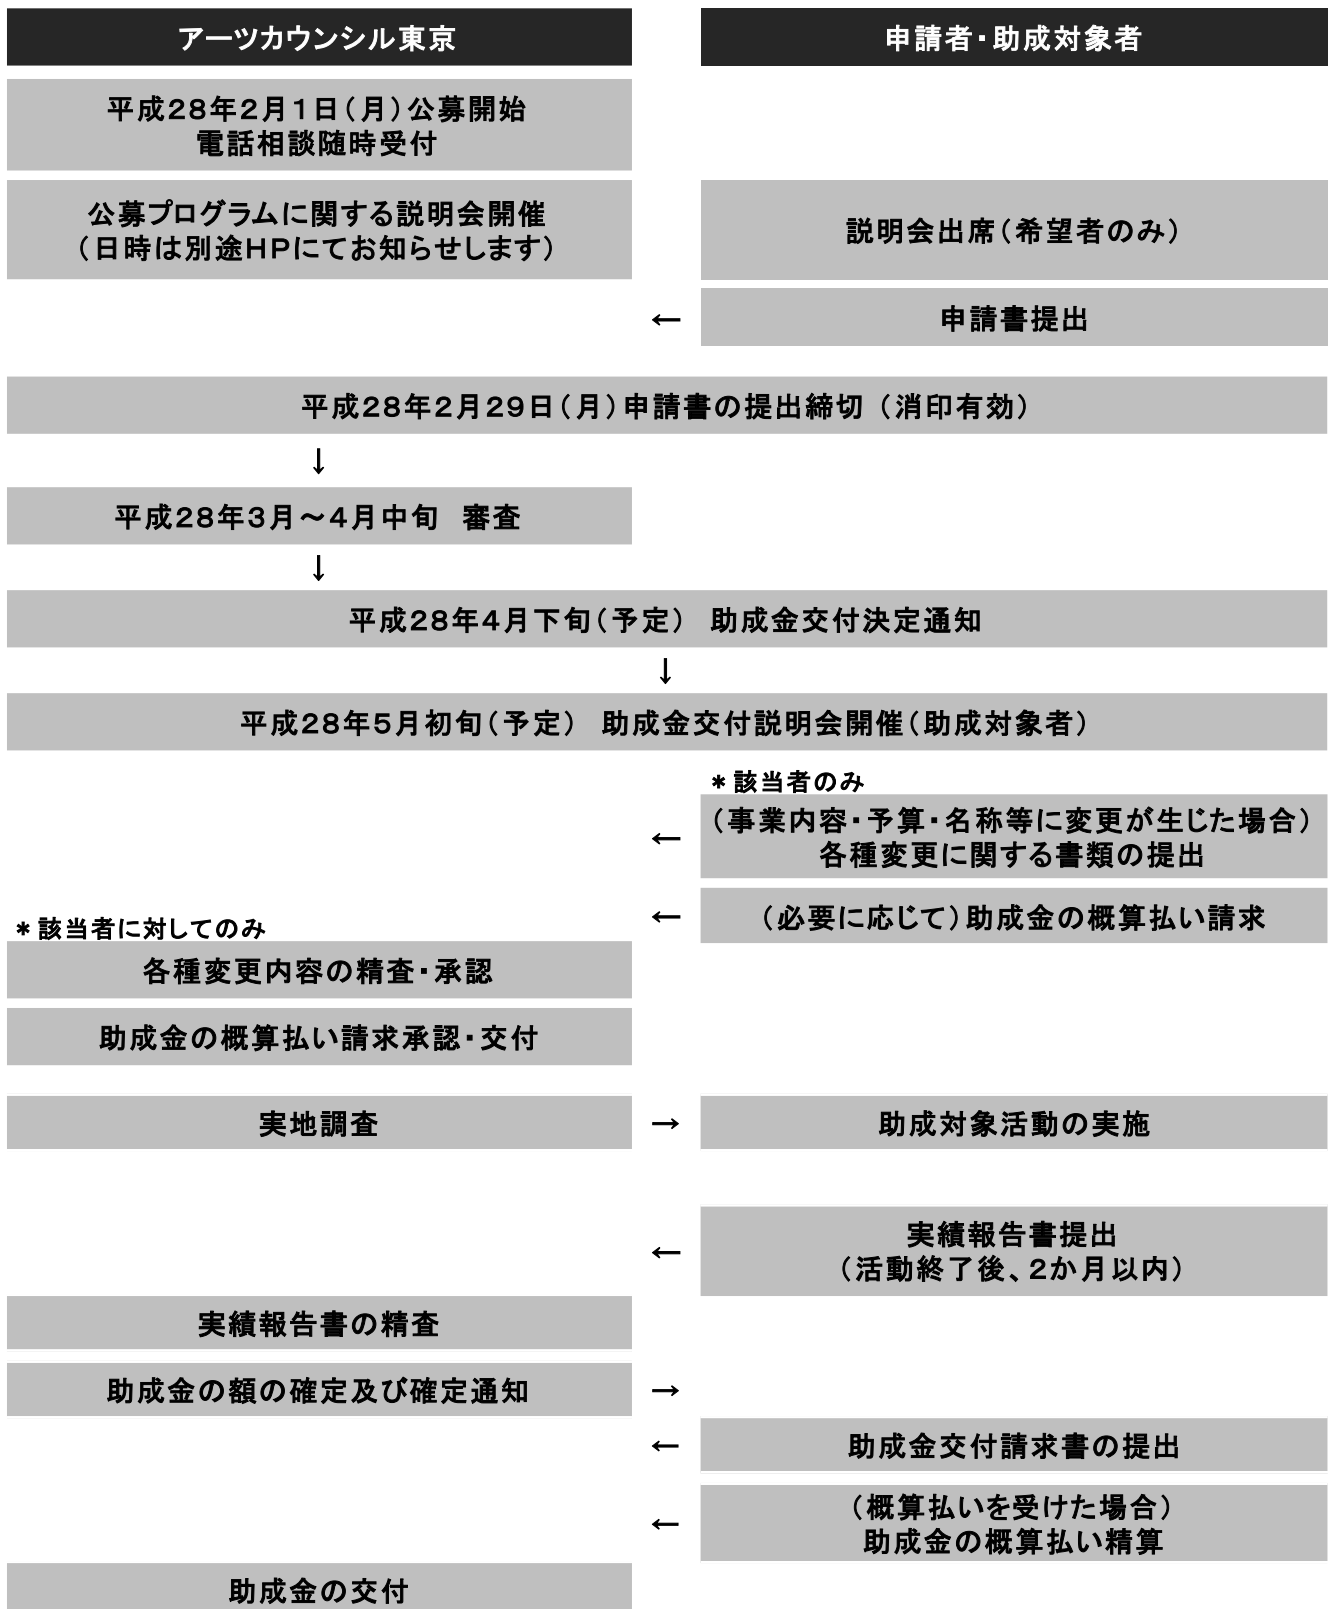 アーツカウンシル東京
申請者・助成対象者
平成28年2月1日(月)公募開始
電話相談随時受付
公募プログラムに関する説明会開催
(日時は別途HPにてお知らせします)
説明会出席(希望者のみ)
← 申請書提出
平成28年2月29日(月)申請書の提出締切(消印有効)
↓
平成28年3月～4月中旬　審査
↓
平成28年4月下旬(予定)　助成金交付決定通知
↓
平成28年5月初旬(予定)　助成金交付説明会開催(助成対象者)
＊該当者のみ
(事業内容・予算・名称等に変更が生じた場合)
← 各種変更に関する書類の提出
← (必要に応じて)助成金の概算払い請求
＊該当者に対してのみ
各種変更内容の精査・承認
助成金の概算払い請求承認・交付
実地調査 → 助成対象活動の実施
← 実績報告書提出
(活動終了後、2か月以内)
実績報告書の精査
助成金の額の確定及び確定通知 →
← 助成金交付請求書の提出
← (概算払いを受けた場合)
助成金の概算払い精算
助成金の交付